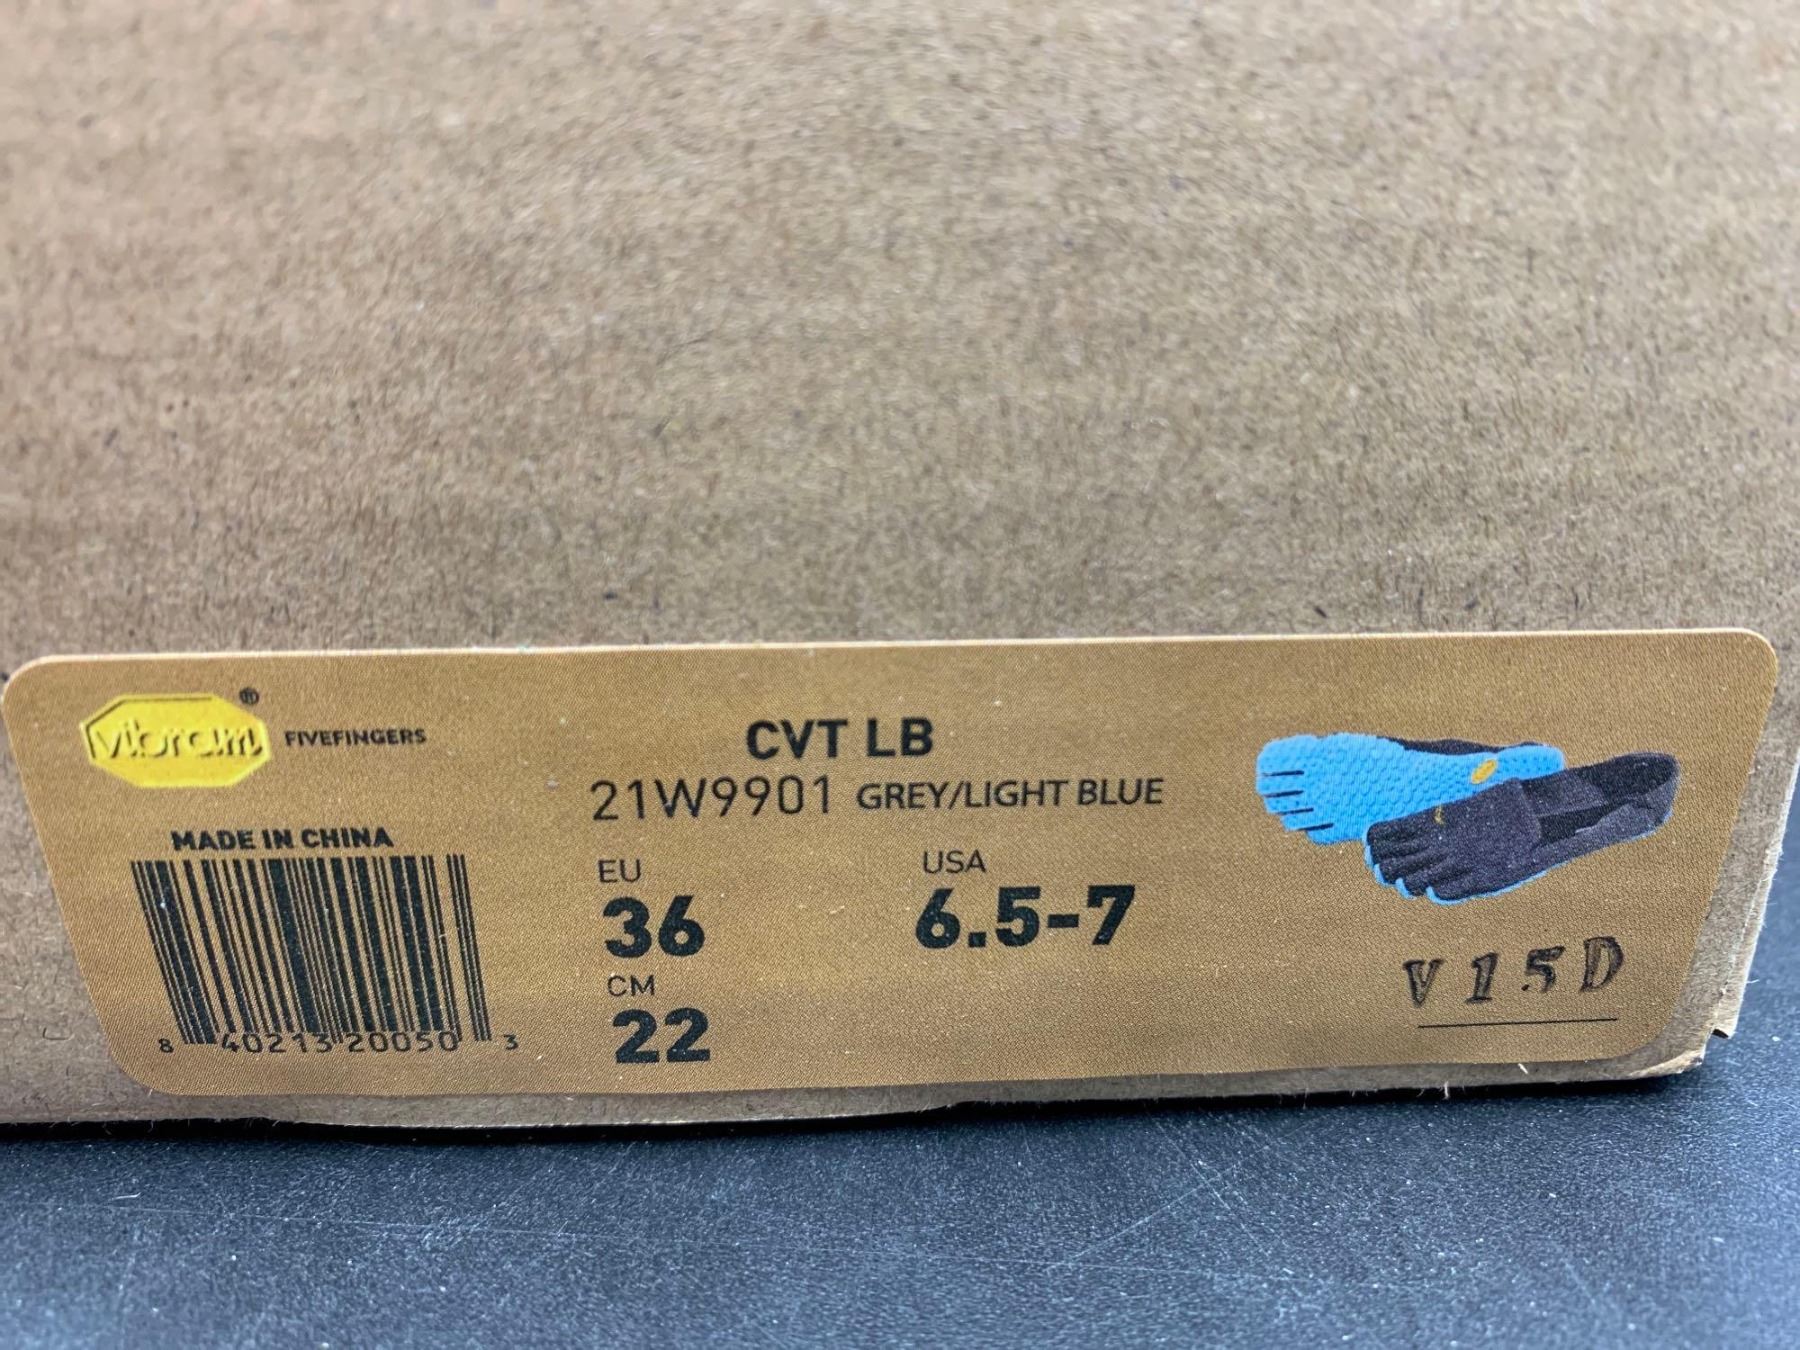 vibram®
FIVEFINGERS
MADE IN CHINA
8 40213 20050 3
CVT LB
21W9901 GREY/LIGHT BLUE
EU
36
USA
6.5-7
CM
22
V15D